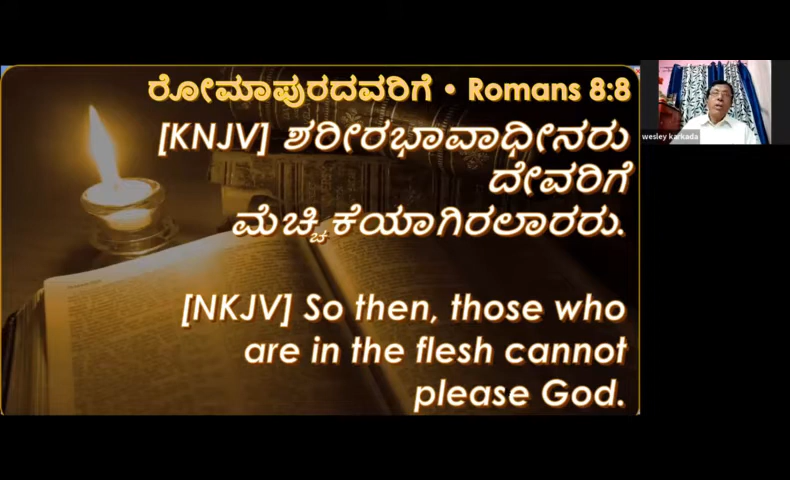 ರೋಮಾಪುರದವರಿಗೆ • Romans 8:8
[KNJV] ಶರೀರಭಾವಾಧೀನರು
ದೇವರಿಗೆ
ಮೆಚ್ಚಿಕೆಯಾಗಿರಲಾರರು.
[NKJV] So then, those who
are in the flesh cannot
please God.
wesley karkada